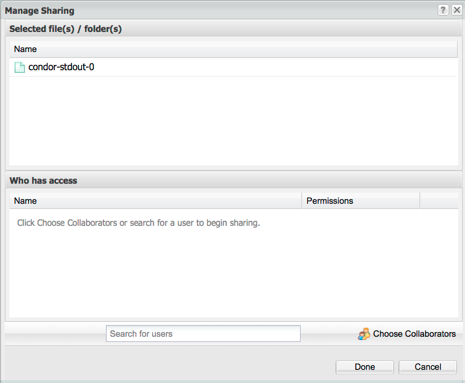 Manage Sharing
Selected file(s) / folder(s)
Name
condor-stdout-0
Who has access
Name Permissions
Click Choose Collaborators or search for a user to begin sharing.
Search for users Choose Collaborators
Done Cancel